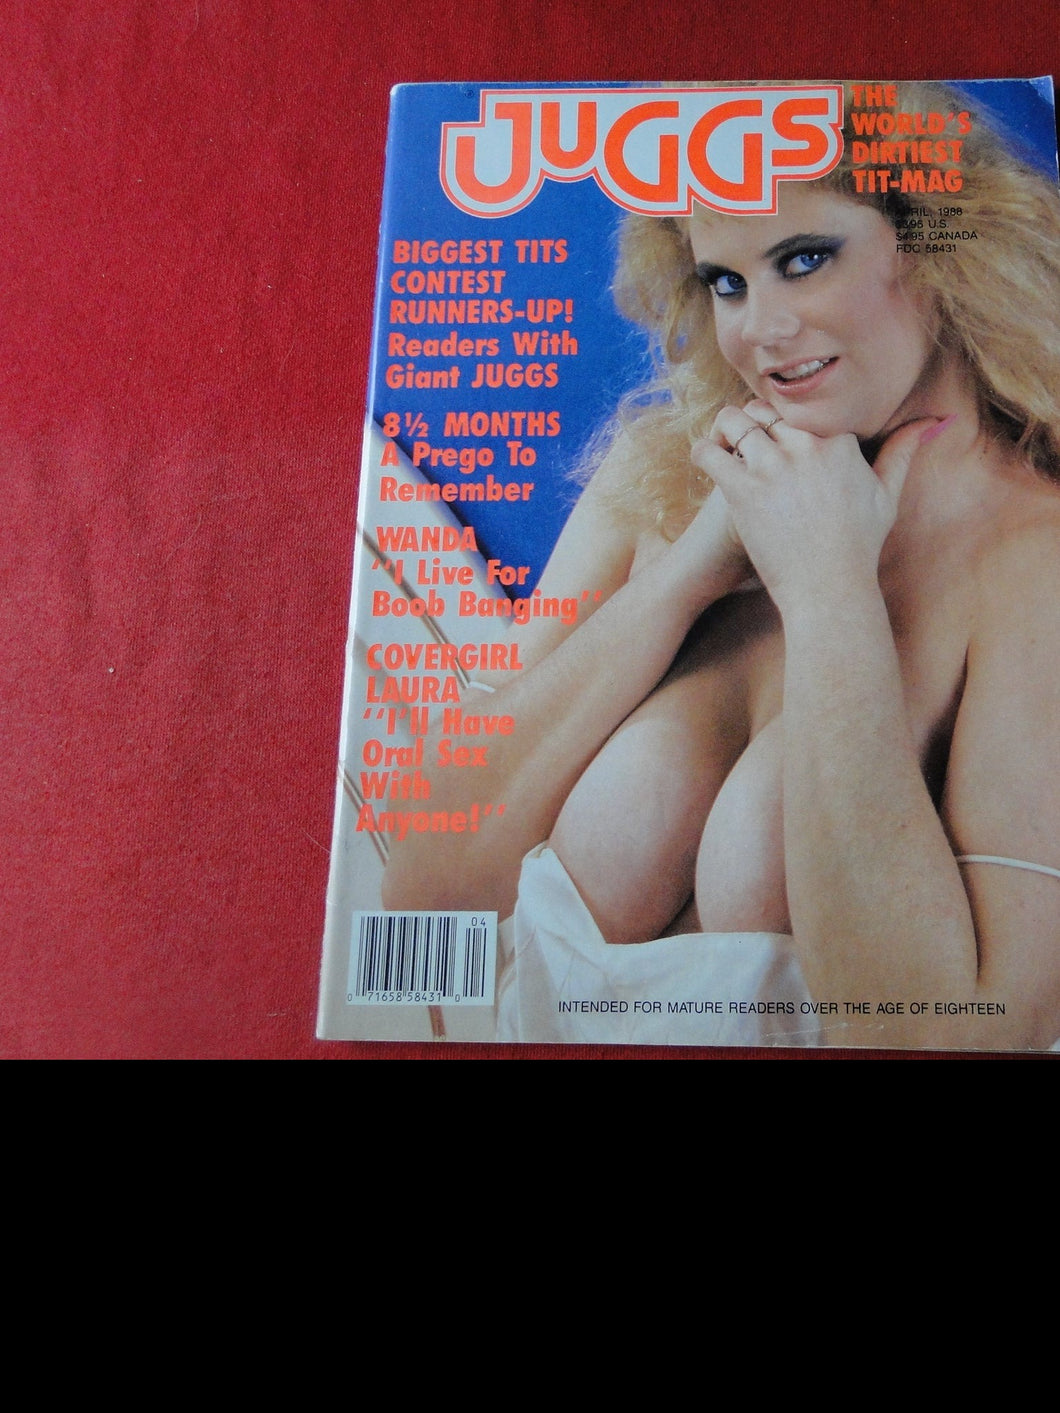 JUGGS
THE
WORLD'S
DIRTIEST
TIT-MAG
APRIL, 1988
$3.95 U.S.
$4.95 CANADA
FDC 58431
BIGGEST TITS
CONTEST
RUNNERS-UP!
Readers With
Giant JUGGS
8½ MONTHS
A Prego To
Remember
WANDA
"I Live For
Boob Banging"
COVERGIRL
LAURA
"I'll Have
Oral Sex
With
Anyone!"
04
0 71658 58431 0
INTENDED FOR MATURE READERS OVER THE AGE OF EIGHTEEN